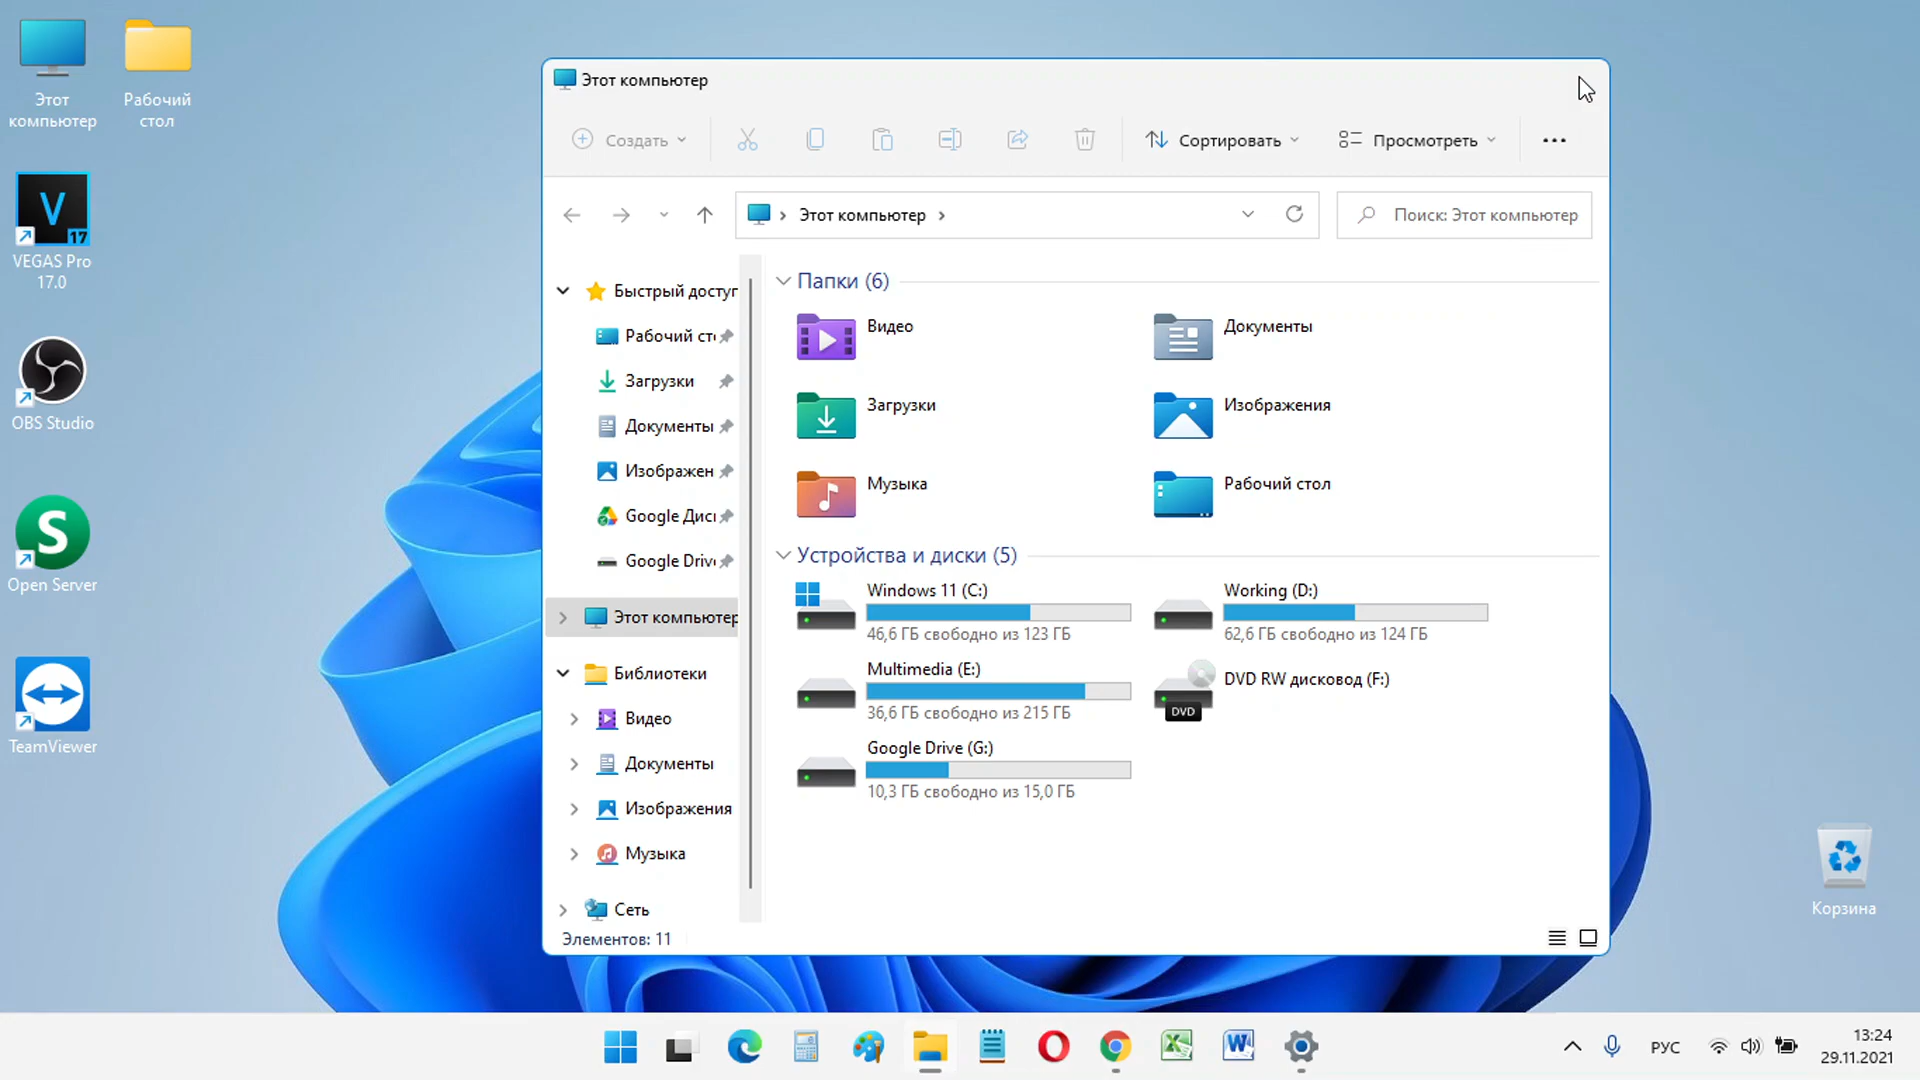 Этот
компьютер
Рабочий
стол
V
17
VEGAS Pro
17.0
OBS Studio
S
Open Server
TeamViewer
Этот компьютер
Создать
Сортировать
Просмотреть
Этот компьютер
Поиск: Этот компьютер
Быстрый доступ
Рабочий сто
Загрузки
Документы
Изображен
Google Дис
Google Driv
Этот компьютер
Библиотеки
Видео
Документы
Изображения
Музыка
Сеть
Папки (6)
Видео
Документы
Загрузки
Изображения
Музыка
Рабочий стол
Устройства и диски (5)
Windows 11 (C:)
46,6 ГБ свободно из 123 ГБ
Working (D:)
62,6 ГБ свободно из 124 ГБ
Multimedia (E:)
36,6 ГБ свободно из 215 ГБ
DVD RW дисковод (F:)
DVD
Google Drive (G:)
10,3 ГБ свободно из 15,0 ГБ
Элементов: 11
Корзина
X
W
РУС
13:24
29.11.2021